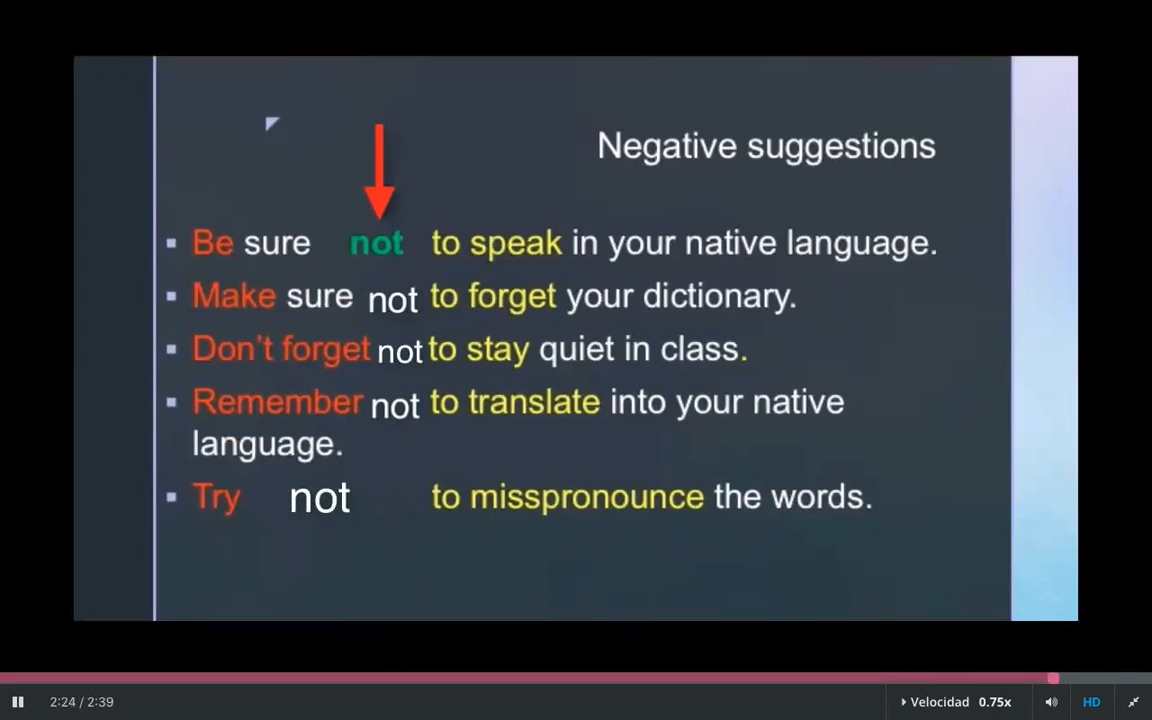 Negative suggestions
Be sure not to speak in your native language.
Make sure not to forget your dictionary.
Don't forget not to stay quiet in class.
Remember not to translate into your native
language.
Try not to misspronounce the words.
2:24 / 2:39
Velocidad 0.75x
HD